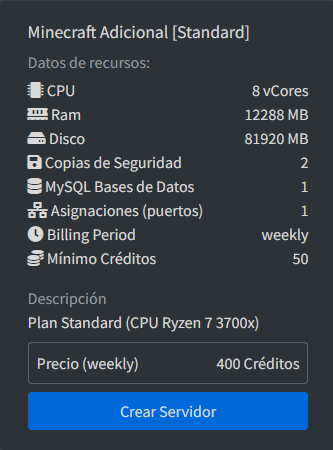 Minecraft Adicional [Standard]
Datos de recursos:
CPU 8 vCores
Ram 12288 MB
Disco 81920 MB
Copias de Seguridad 2
MySQL Bases de Datos 1
Asignaciones (puertos) 1
Billing Period weekly
Mínimo Créditos 50
Descripción
Plan Standard (CPU Ryzen 7 3700x)
Precio (weekly) 400 Créditos
Crear Servidor